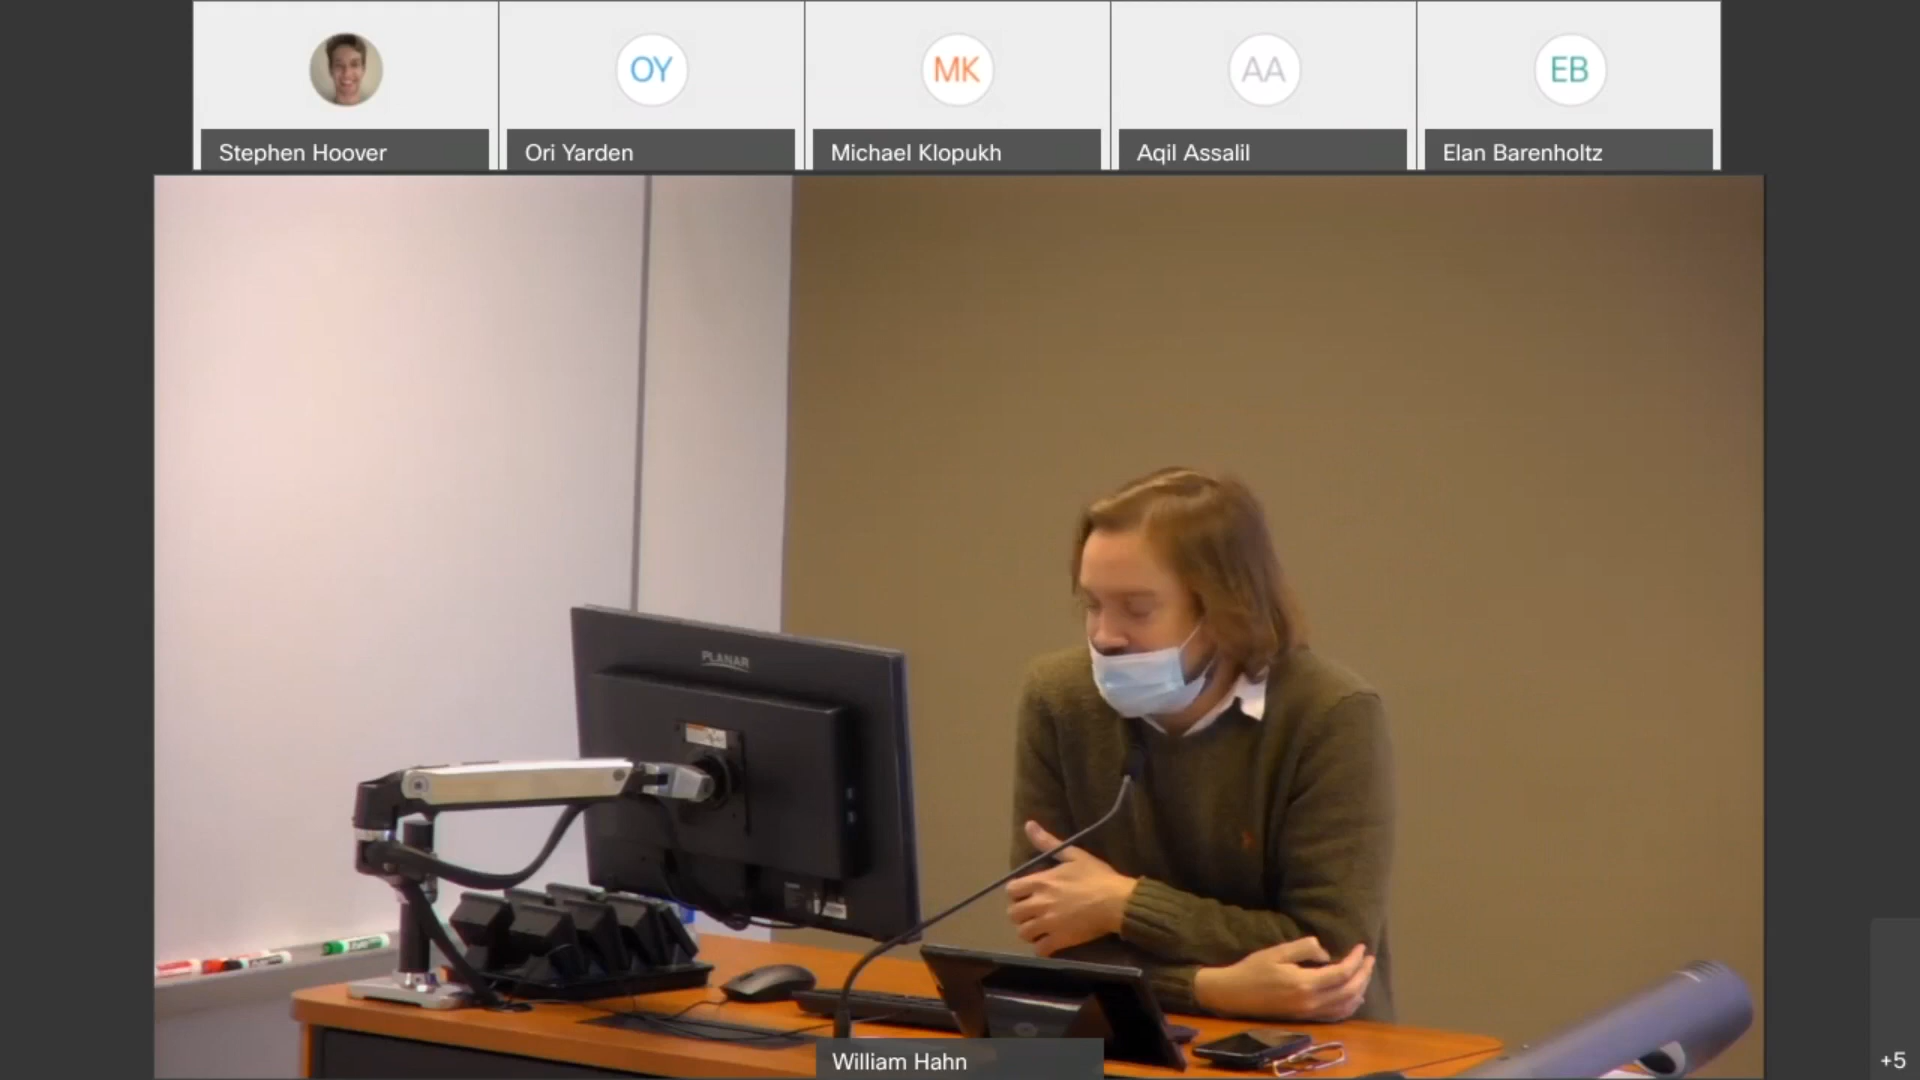 OY
MK
AA
EB
Stephen Hoover
Ori Yarden
Michael Klopukh
Aqil Assalil
Elan Barenholtz
PLANAR
William Hahn
+5